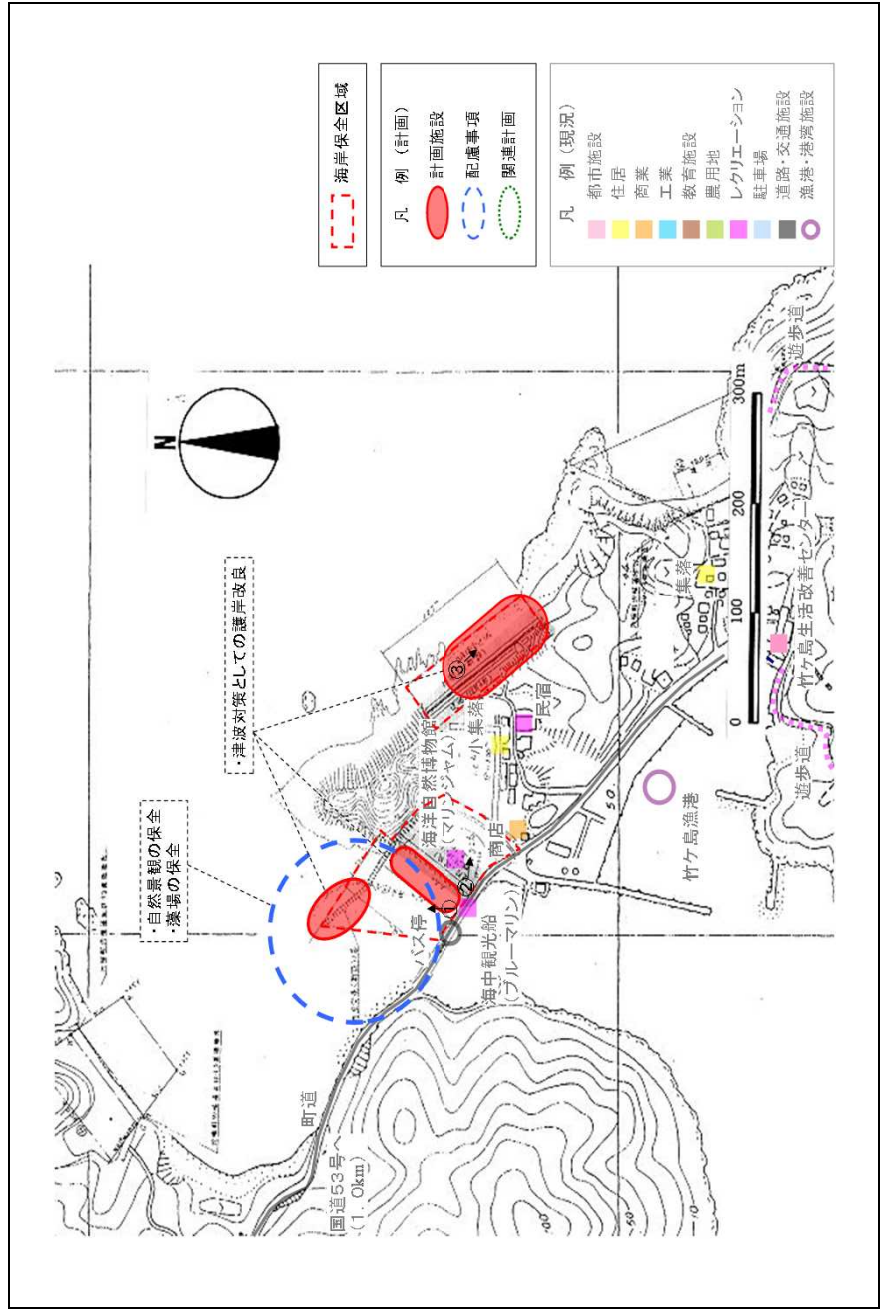 ・自然景観の保全
・藻場の保全
・津波対策としての護岸改良
N
海岸保全区域
凡 例 (計画)
計画施設
配慮事項
関連計画
凡 例 (現況)
都市施設
住居
商業
工業
教育施設
農用地
レクリエーション
駐車場
道路・交通施設
漁港・港湾施設
町道
国道53号へ
(1.0km)
バス停
①
②
③
海中観光船
(ブルーマリン)
海洋自然博物館
(マリンジャム)
商店
小集落
民宿
集落
竹ケ島漁港
竹ケ島生活改善センター
遊歩道
遊歩道
0
100
200
300m
50
50
100